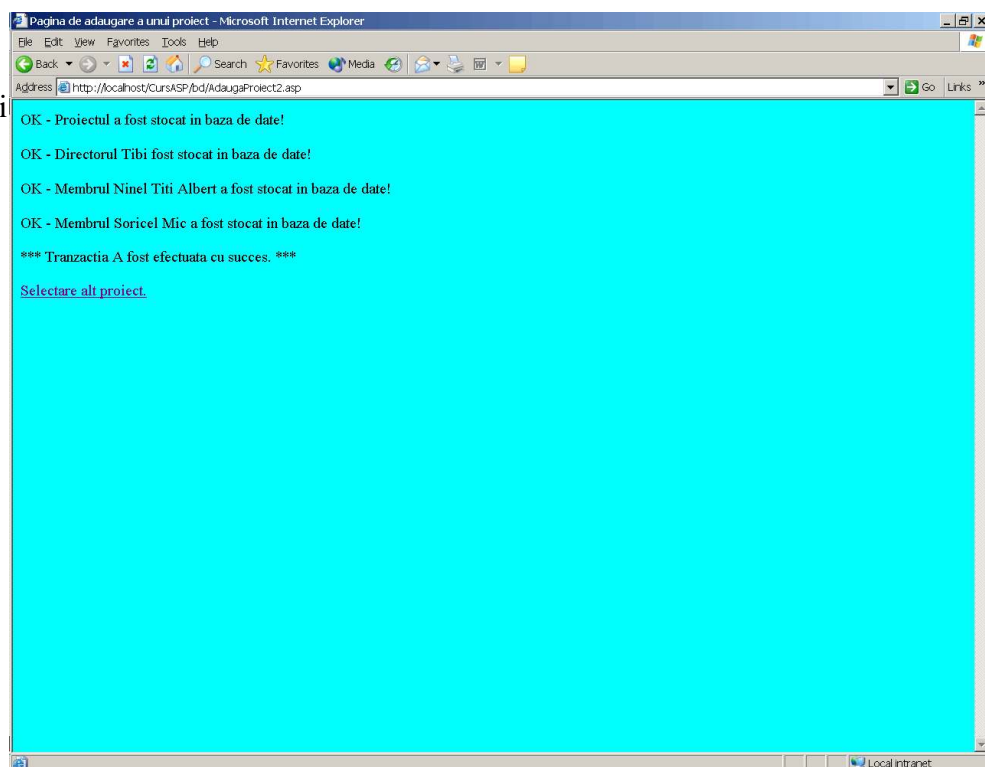 Pagina de adaugare a unui proiect - Microsoft Internet Explorer
File Edit View Favorites Tools Help
Back Search Favorites Media
Address http://localhost/CursASP/bd/AdaugaProiect2.asp Go Links »
i
OK - Proiectul a fost stocat in baza de date!
OK - Directorul Tibi fost stocat in baza de date!
OK - Membrul Ninel Titi Albert a fost stocat in baza de date!
OK - Membrul Soricel Mic a fost stocat in baza de date!
*** Tranzactia A fost efectuata cu succes. ***
Selectare alt proiect.
Local intranet